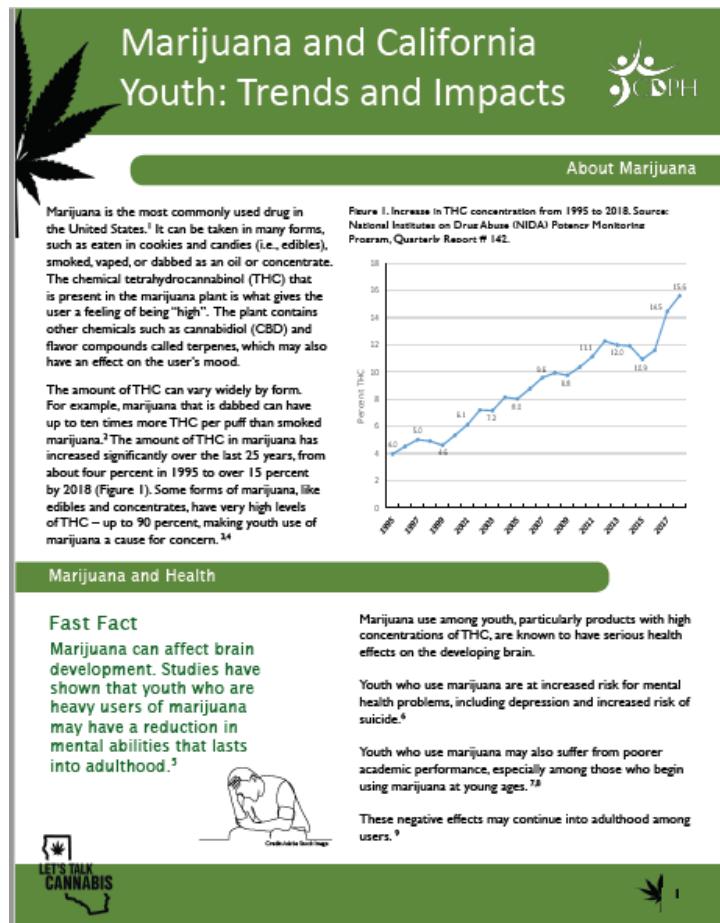 Marijuana and California
Youth: Trends and Impacts
CDPH
About Marijuana
Marijuana is the most commonly used drug in
the United States.1 It can be taken in many forms,
such as eaten in cookies and candies (i.e., edibles),
smoked, vaped, or dabbed as an oil or concentrate.
The chemical tetrahydrocannabinol (THC) that
is present in the marijuana plant is what gives the
user a feeling of being "high". The plant contains
other chemicals such as cannabidiol (CBD) and
flavor compounds called terpenes, which may also
have an effect on the user's mood.
The amount of THC can vary widely by form.
For example, marijuana that is dabbed can have
up to ten times more THC per puff than smoked
marijuana.2 The amount of THC in marijuana has
increased significantly over the last 25 years, from
about four percent in 1995 to over 15 percent
by 2018 (Figure 1). Some forms of marijuana, like
edibles and concentrates, have very high levels
of THC – up to 90 percent, making youth use of
marijuana a cause for concern. 3,4
Figure 1. Increase in THC concentration from 1995 to 2018. Source:
National Institutes on Drug Abuse (NIDA) Potency Monitoring
Program, Quarterly Report # 142.
Percent THC
18
16
14
12
10
8
6
4
2
0
5.0
4.6
6.1
7.2
8.0
9.6
9.8
11.1
12.0
10.9
15.6
1995
1997
1999
2001
2003
2005
2007
2009
2011
2013
2015
2017
Marijuana and Health
Fast Fact
Marijuana can affect brain
development. Studies have
shown that youth who are
heavy users of marijuana
may have a reduction in
mental abilities that lasts
into adulthood.5
Credit: Adobe Stock Image
Marijuana use among youth, particularly products with high
concentrations of THC, are known to have serious health
effects on the developing brain.
Youth who use marijuana are at increased risk for mental
health problems, including depression and increased risk of
suicide.6
Youth who use marijuana may also suffer from poorer
academic performance, especially among those who begin
using marijuana at young ages. 7,8
These negative effects may continue into adulthood among
users. 9
LET'S TALK
CANNABIS
1